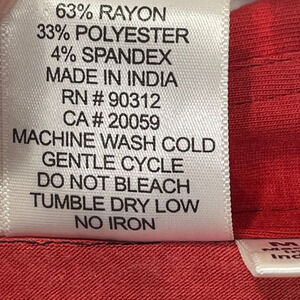 63% RAYON
33% POLYESTER
4% SPANDEX
MADE IN INDIA
RN # 90312
CA # 20059
MACHINE WASH COLD
GENTLE CYCLE
DO NOT BLEACH
TUMBLE DRY LOW
NO IRON